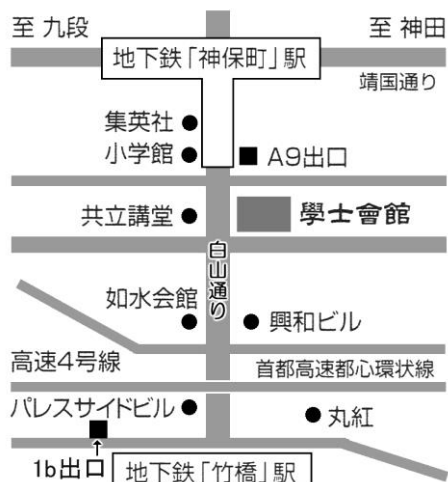 至 九段
至 神田
地下鉄「神保町」駅
靖国通り
集英社
小学館
A9出口
共立講堂
學士會館
白山通り
如水会館
興和ビル
高速4号線
首都高速都心環状線
パレスサイドビル
丸紅
1b出口
地下鉄「竹橋」駅